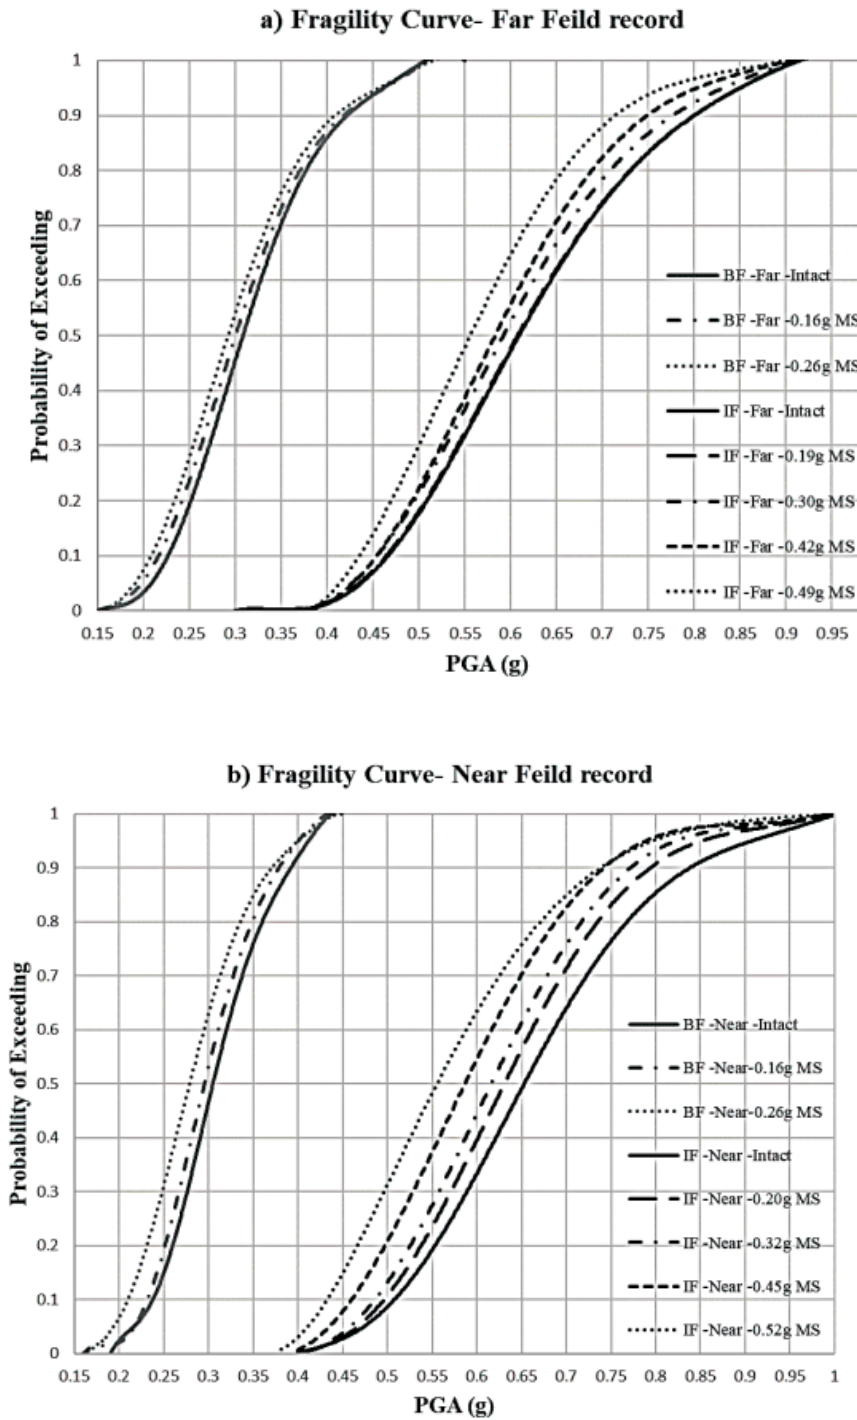 a) Fragility Curve- Far Feild record
1
0.9
0.8
0.7
0.6
0.5
0.4
0.3
0.2
0.1
0
Probability of Exceeding
BF -Far -Intact
BF -Far -0.16g MS
BF -Far -0.26g MS
IF -Far -Intact
IF -Far -0.19g MS
IF -Far -0.30g MS
IF -Far -0.42g MS
IF -Far -0.49g MS
0.15 0.2 0.25 0.3 0.35 0.4 0.45 0.5 0.55 0.6 0.65 0.7 0.75 0.8 0.85 0.9 0.95
PGA (g)
b) Fragility Curve- Near Feild record
1
0.9
0.8
0.7
0.6
0.5
0.4
0.3
0.2
0.1
0
Probability of Exceeding
BF -Near -Intact
BF -Near-0.16g MS
BF -Near-0.26g MS
IF -Near -Intact
IF -Near -0.20g MS
IF -Near -0.32g MS
IF -Near -0.45g MS
IF -Near -0.52g MS
0.15 0.2 0.25 0.3 0.35 0.4 0.45 0.5 0.55 0.6 0.65 0.7 0.75 0.8 0.85 0.9 0.95 1
PGA (g)